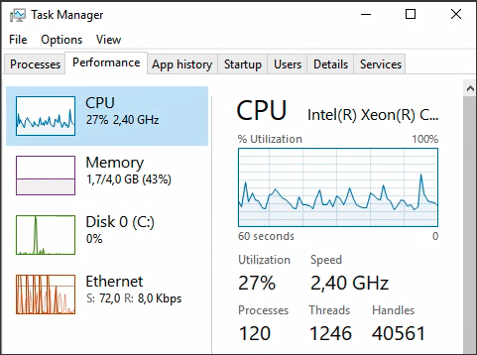 Task Manager
File Options View
Processes Performance App history Startup Users Details Services
CPU
27% 2,40 GHz
Memory
1,7/4,0 GB (43%)
Disk 0 (C:)
0%
Ethernet
S: 72,0 R: 8,0 Kbps
CPU Intel(R) Xeon(R) C...
% Utilization 100%
60 seconds 0
Utilization Speed
27% 2,40 GHz
Processes Threads Handles
120 1246 40561